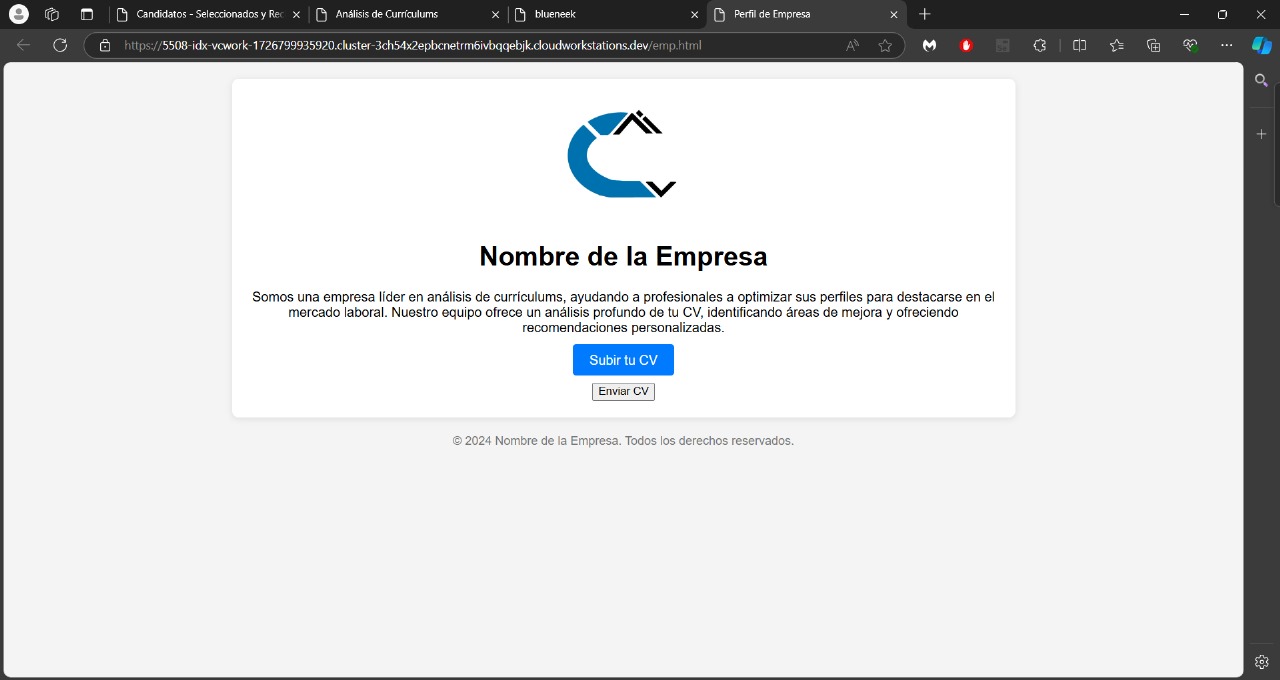 Candidatos - Seleccionados y Rec
Análisis de Currículums
blueneek
Perfil de Empresa
https://5508-idx-vcwork-1726799935920.cluster-3ch54x2epbcnetrm6ivbqqebjk.cloudworkstations.dev/emp.html
Nombre de la Empresa
Somos una empresa líder en análisis de currículums, ayudando a profesionales a optimizar sus perfiles para destacarse en el
mercado laboral. Nuestro equipo ofrece un análisis profundo de tu CV, identificando áreas de mejora y ofreciendo
recomendaciones personalizadas.
Subir tu CV
Enviar CV
© 2024 Nombre de la Empresa. Todos los derechos reservados.